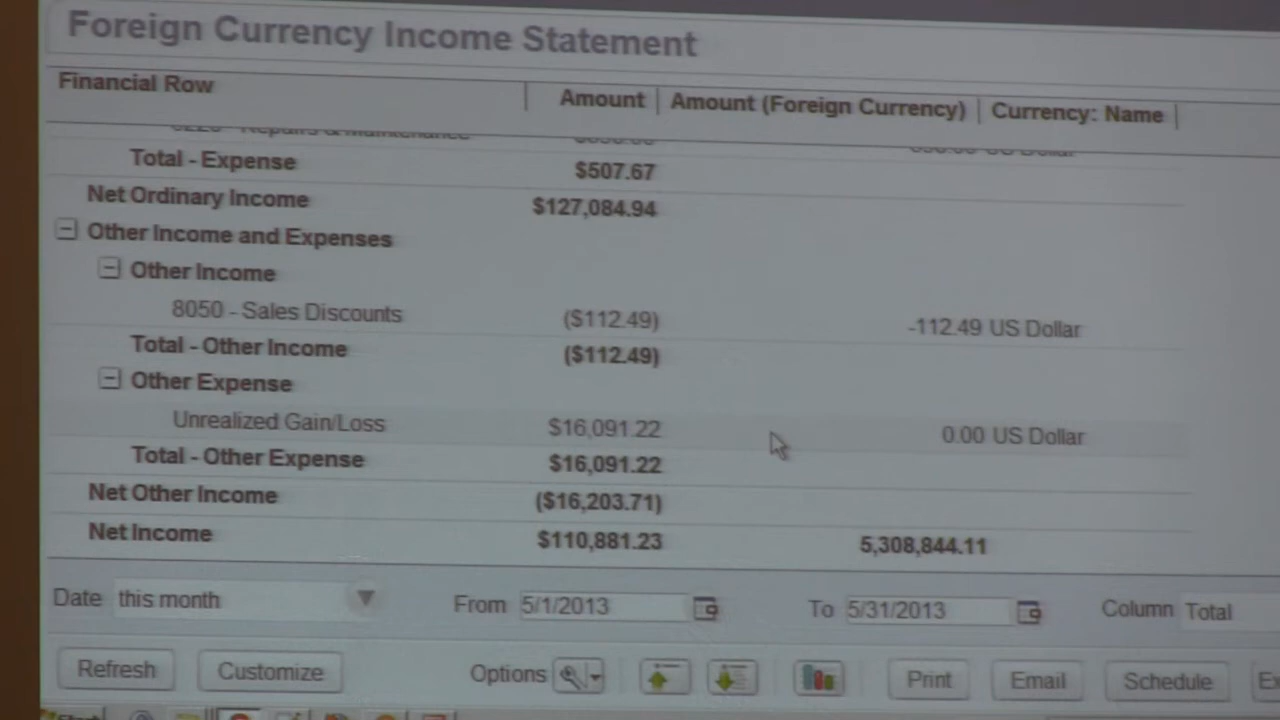 Foreign Currency Income Statement
Financial Row Amount Amount (Foreign Currency) Currency: Name
Repairs & Maintenance
Total - Expense $507.67
Net Ordinary Income $127,084.94
Other Income and Expenses
Other Income
8050 - Sales Discounts ($112.49) -112.49 US Dollar
Total - Other Income ($112.49)
Other Expense
Unrealized Gain/Loss $16,091.22 0.00 US Dollar
Total - Other Expense $16,091.22
Net Other Income ($16,203.71)
Net Income $110,881.23 5,308,844.11
Date this month From 5/1/2013 To 5/31/2013 Column Total
Refresh Customize Options Print Email Schedule